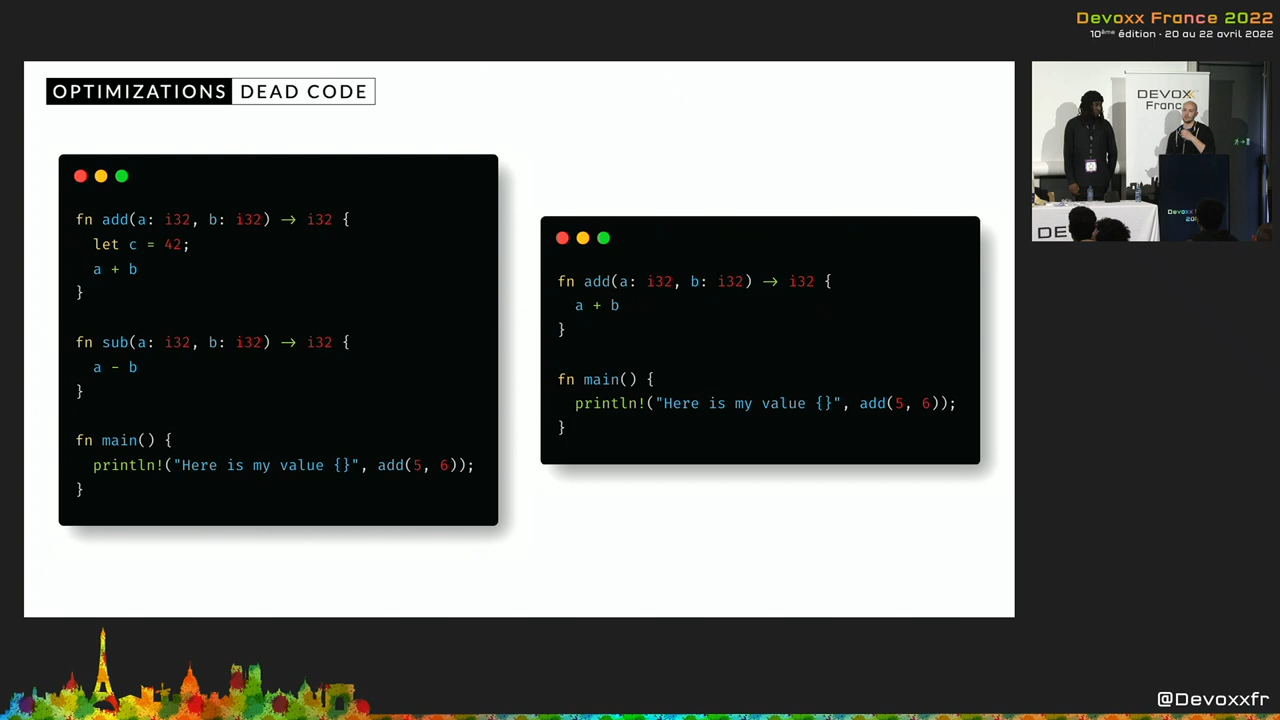 Devoxx France 2022
10ème édition · 20 au 22 avril 2022
OPTIMIZATIONS DEAD CODE
fn add(a: i32, b: i32) → i32 {
  let c = 42;
  a + b
}
fn sub(a: i32, b: i32) → i32 {
  a - b
}
fn main() {
  println!("Here is my value {}", add(5, 6));
}
fn add(a: i32, b: i32) → i32 {
  a + b
}
fn main() {
  println!("Here is my value {}", add(5, 6));
}
DEVOXX
France
@Devoxxfr